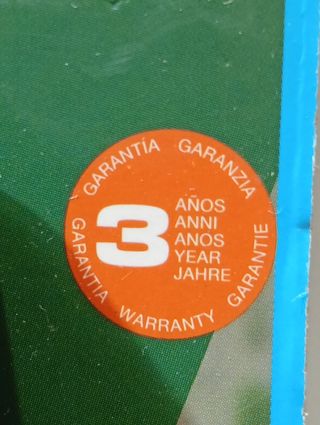 GARANTÍA GARANZIA
3
AÑOS
ANNI
ANOS
YEAR
JAHRE
GARANTIA WARRANTY GARANTIE